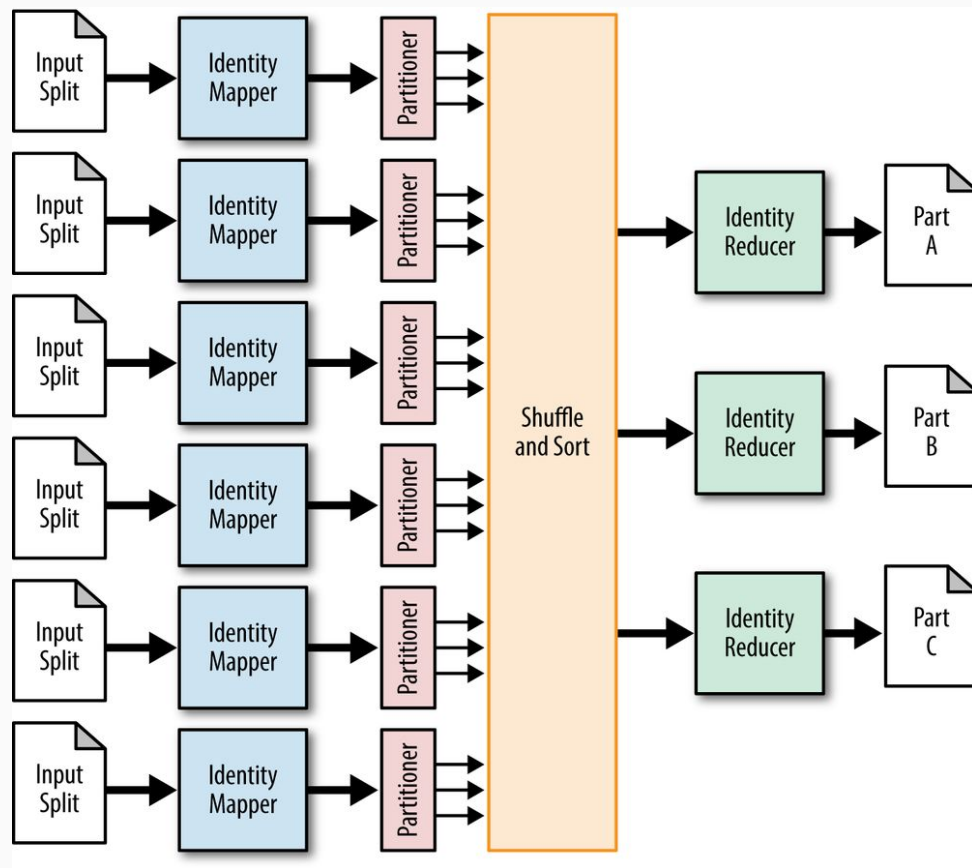 Input
Split
Identity
Mapper
Partitioner
Input
Split
Identity
Mapper
Partitioner
Input
Split
Identity
Mapper
Partitioner
Input
Split
Identity
Mapper
Partitioner
Input
Split
Identity
Mapper
Partitioner
Input
Split
Identity
Mapper
Partitioner
Shuffle
and Sort
Identity
Reducer
Part
A
Identity
Reducer
Part
B
Identity
Reducer
Part
C